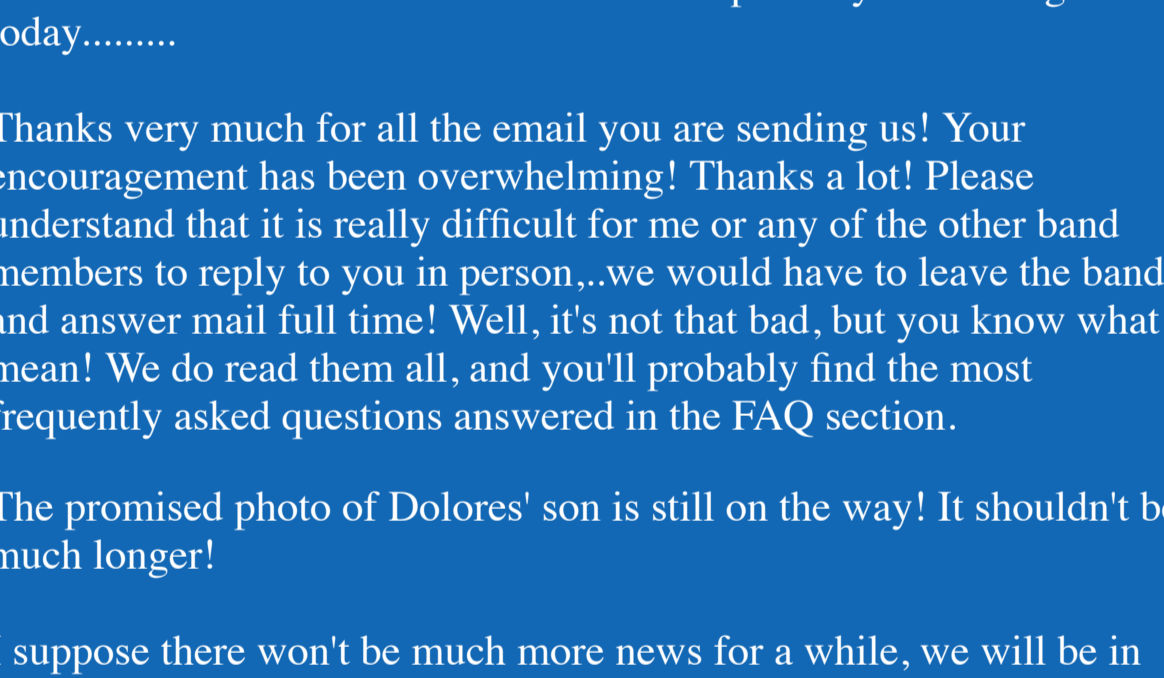 oday.........
Thanks very much for all the email you are sending us! Your
encouragement has been overwhelming! Thanks a lot! Please
understand that it is really difficult for me or any of the other band
members to reply to you in person,..we would have to leave the band
and answer mail full time! Well, it's not that bad, but you know what
mean! We do read them all, and you'll probably find the most
frequently asked questions answered in the FAQ section.
The promised photo of Dolores' son is still on the way! It shouldn't be
much longer!
I suppose there won't be much more news for a while, we will be in